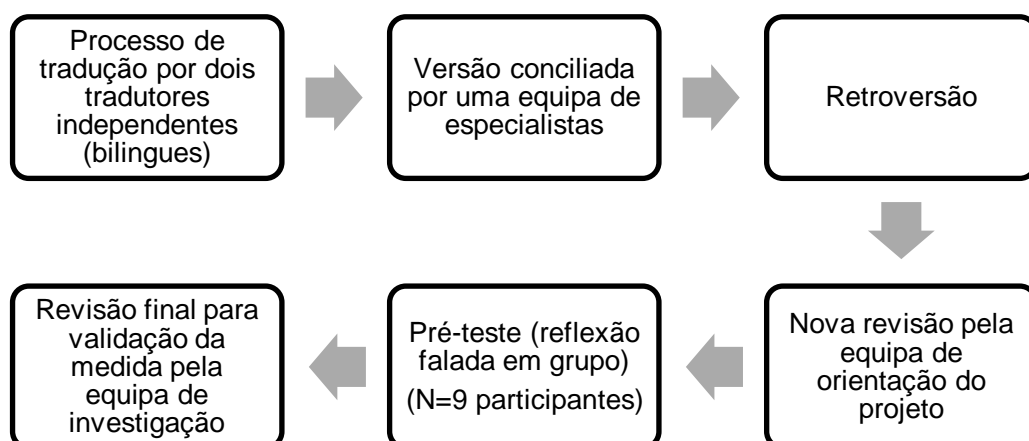 Processo de
tradução por dois
tradutores
independentes
(bilingues)
Versão conciliada
por uma equipa de
especialistas
Retroversão
Nova revisão pela
equipa de
orientação do
projeto
Pré-teste (reflexão
falada em grupo)
(N=9 participantes)
Revisão final para
validação da
medida pela
equipa de
investigação